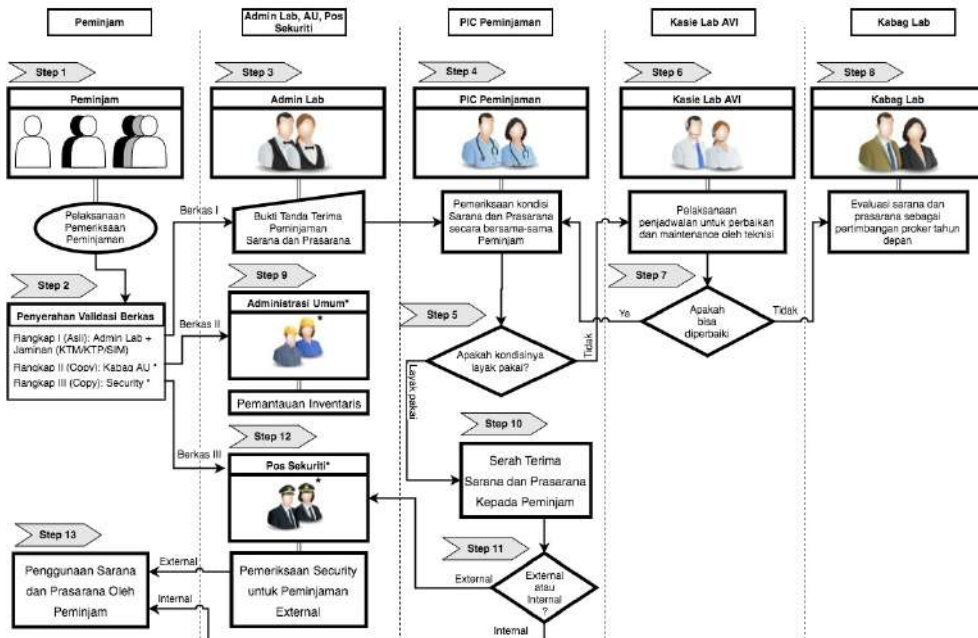 Peminjam
Admin Lab, AU, Pos
Sekuriti
PIC Peminjaman
Kasie Lab AVI
Kabag Lab
Step 1
Peminjam
Step 3
Admin Lab
Step 4
PIC Peminjaman
Step 6
Kasie Lab AVI
Step 8
Kabag Lab
Pelaksanaan
Pemeriksaan
Peminjaman
Berkas I
Bukti Tanda Terima
Peminjaman
Sarana dan Prasarana
Pemeriksaan kondisi
Sarana dan Prasarana
secara bersama-sama
Peminjam
Pelaksanaan
penjadwalan untuk perbaikan
dan maintenance oleh teknisi
Evaluasi sarana dan
prasarana sebagai
pertimbangan proker tahun
depan
Step 2
Penyerahan Validasi Berkas
Rangkap I (Asli): Admin Lab +
Jaminan (KTM/KTP/SIM)
Rangkap II (Copy): Kabag AU *
Rangkap III (Copy): Security *
Berkas II
Step 9
Administrasi Umum*
*
Pemantauan Inventaris
Step 5
Apakah kondisinya
layak pakai?
Tidak
Layak pakai
Step 7
Apakah
bisa
diperbaiki
Ya
Tidak
Berkas III
Step 12
Pos Sekuriti*
*
Pemeriksaan Security
untuk Peminjaman
External
Step 10
Serah Terima
Sarana dan Prasarana
Kepada Peminjam
Step 11
External
atau
Internal
?
External
Internal
Step 13
Penggunaan Sarana
dan Prasarana Oleh
Peminjam
External
Internal